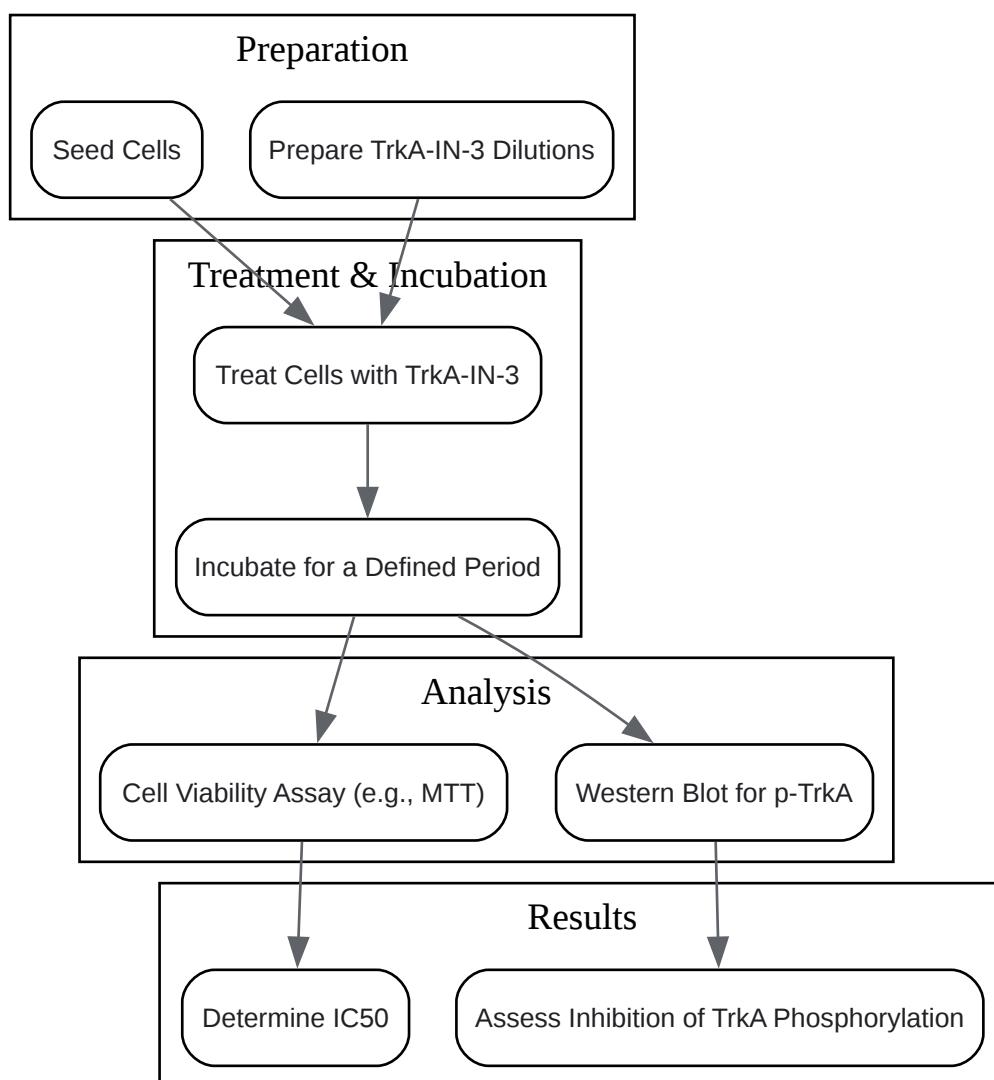 Preparation
Seed Cells
Prepare TrkA-IN-3 Dilutions
Treatment & Incubation
Treat Cells with TrkA-IN-3
Incubate for a Defined Period
Analysis
Cell Viability Assay (e.g., MTT)
Western Blot for p-TrkA
Results
Determine IC50
Assess Inhibition of TrkA Phosphorylation